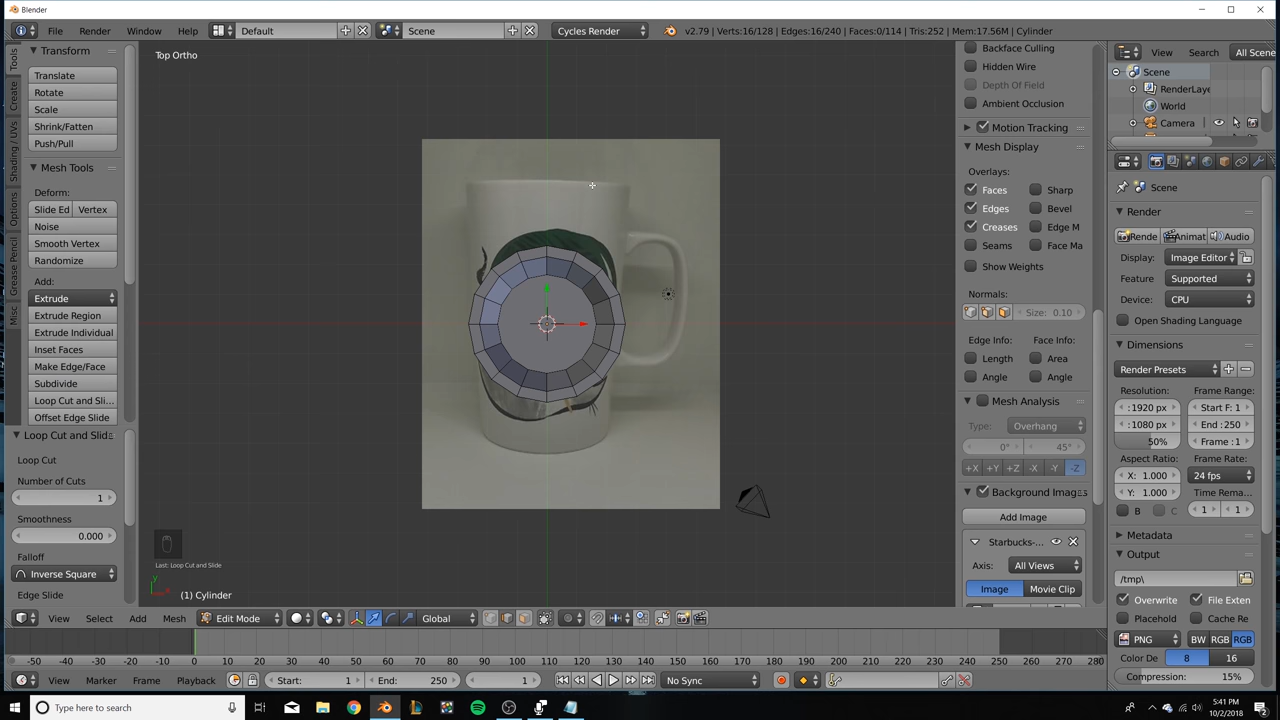 Blender
File Render Window Help Default Scene Cycles Render v2.79 | Verts:16/128 | Edges:16/240 | Faces:0/114 | Tris:252 | Mem:17.56M | Cylinder
Tools
Create
Shading / UVs
Options
Grease Pencil
Misc
Transform
Translate
Rotate
Scale
Shrink/Fatten
Push/Pull
Mesh Tools
Deform:
Slide Ed Vertex
Noise
Smooth Vertex
Randomize
Add:
Extrude
Extrude Region
Extrude Individual
Inset Faces
Make Edge/Face
Subdivide
Loop Cut and Sli...
Offset Edge Slide
Loop Cut and Slid
Loop Cut
Number of Cuts
1
Smoothness
0.000
Falloff
Inverse Square
Edge Slide
Top Ortho
Last: Loop Cut and Slide
y
x
(1) Cylinder
Backface Culling
Hidden Wire
Depth Of Field
Ambient Occlusion
Motion Tracking
Mesh Display
Overlays:
Faces Sharp
Edges Bevel
Creases Edge M
Seams Face Ma
Show Weights
Normals:
Size: 0.10
Edge Info: Face Info:
Length Area
Angle Angle
Mesh Analysis
Type: Overhang
0° 45°
+X +Y +Z -X -Y -Z
Background Images
Add Image
Starbucks-...
Axis: All Views
Image Movie Clip
View Search All Scene
Scene
RenderLaye
World
Camera
Scene
Render
Rende Animat Audio
Display: Image Editor
Feature Supported
Device: CPU
Open Shading Language
Dimensions
Render Presets
Resolution: Frame Range:
:1920 px Start F: 1
:1080 px End :250
50% Frame :1
Aspect Ratio: Frame Rate:
X: 1.000 24 fps
Y: 1.000 Time Rema...
B C 1 1
Metadata
Output
/tmp\
Overwrite File Exten
Placehold Cache Re
PNG BW RGB RGB
Color De 8 16
Compression: 15%
View Select Add Mesh Edit Mode Global
-50 -40 -30 -20 -10 0 10 20 30 40 50 60 70 80 90 100 110 120 130 140 150 160 170 180 190 200 210 220 230 240 250 260 270 280
View Marker Frame Playback Start: 1 End: 250 1 No Sync
Type here to search
5:41 PM
10/2/2018
2